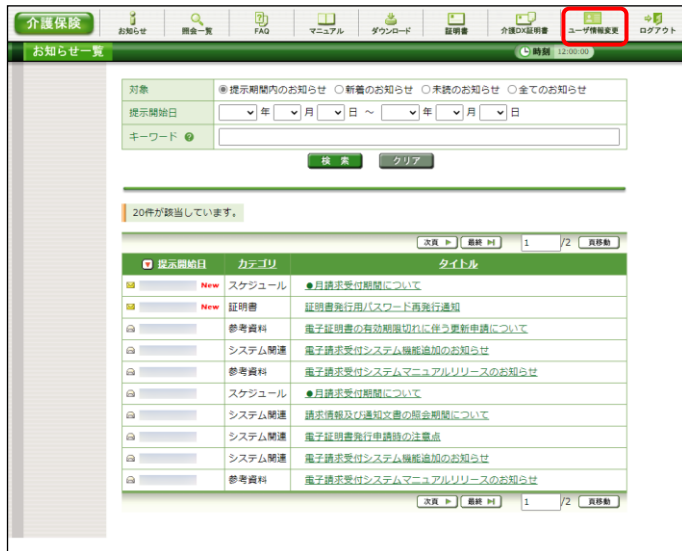 介護保険
お知らせ 照会一覧 FAQ マニュアル ダウンロード 証明書 介護DX証明書 ユーザ情報変更 ログアウト
お知らせ一覧
時刻 12:00:00
対象 提示期間内のお知らせ 新着のお知らせ 未読のお知らせ 全てのお知らせ
提示開始日 年 月 日 ～ 年 月 日
キーワード ?
検索 クリア
20件が該当しています。
次頁 最終 1 /2 頁移動
提示開始日 カテゴリ タイトル
New スケジュール ●月請求受付期間について
New 証明書 証明書発行用パスワード再発行通知
参考資料 電子証明書の有効期限切れに伴う更新申請について
システム関連 電子請求受付システム機能追加のお知らせ
参考資料 電子請求受付システムマニュアルリリースのお知らせ
スケジュール ●月請求受付期間について
システム関連 請求情報及び通知文書の照会期間について
システム関連 電子証明書発行申請時の注意点
システム関連 電子請求受付システム機能追加のお知らせ
参考資料 電子請求受付システムマニュアルリリースのお知らせ
次頁 最終 1 /2 頁移動